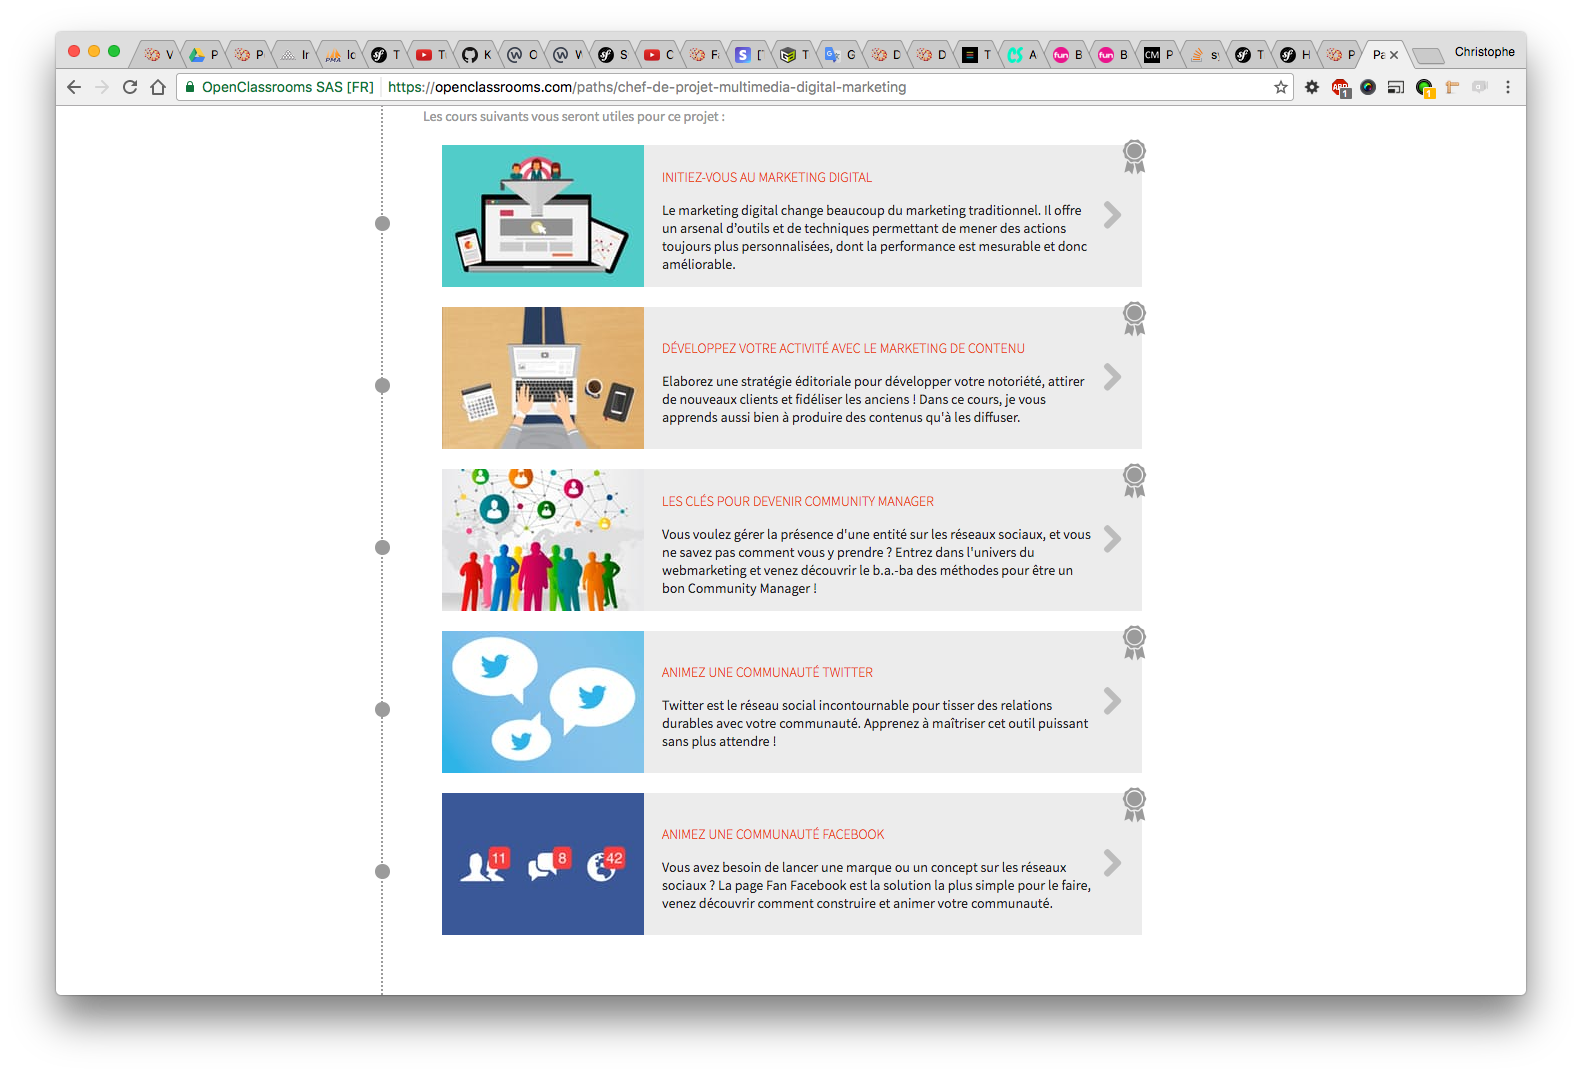 V P P Ir Ic T T K O W S C F [ T G D D T A B B P s T H P Pa Christophe
OpenClassrooms SAS [FR] https://openclassrooms.com/paths/chef-de-projet-multimedia-digital-marketing
Les cours suivants vous seront utiles pour ce projet :
INITIEZ-VOUS AU MARKETING DIGITAL
Le marketing digital change beaucoup du marketing traditionnel. Il offre
un arsenal d'outils et de techniques permettant de mener des actions
toujours plus personnalisées, dont la performance est mesurable et donc
améliorable.
DÉVELOPPEZ VOTRE ACTIVITÉ AVEC LE MARKETING DE CONTENU
Elaborez une stratégie éditoriale pour développer votre notoriété, attirer
de nouveaux clients et fidéliser les anciens ! Dans ce cours, je vous
apprends aussi bien à produire des contenus qu'à les diffuser.
LES CLÉS POUR DEVENIR COMMUNITY MANAGER
Vous voulez gérer la présence d'une entité sur les réseaux sociaux, et vous
ne savez pas comment vous y prendre ? Entrez dans l'univers du
webmarketing et venez découvrir le b.a.-ba des méthodes pour être un
bon Community Manager !
ANIMEZ UNE COMMUNAUTÉ TWITTER
Twitter est le réseau social incontournable pour tisser des relations
durables avec votre communauté. Apprenez à maîtriser cet outil puissant
sans plus attendre !
11 8 42
ANIMEZ UNE COMMUNAUTÉ FACEBOOK
Vous avez besoin de lancer une marque ou un concept sur les réseaux
sociaux ? La page Fan Facebook est la solution la plus simple pour le faire,
venez découvrir comment construire et animer votre communauté.